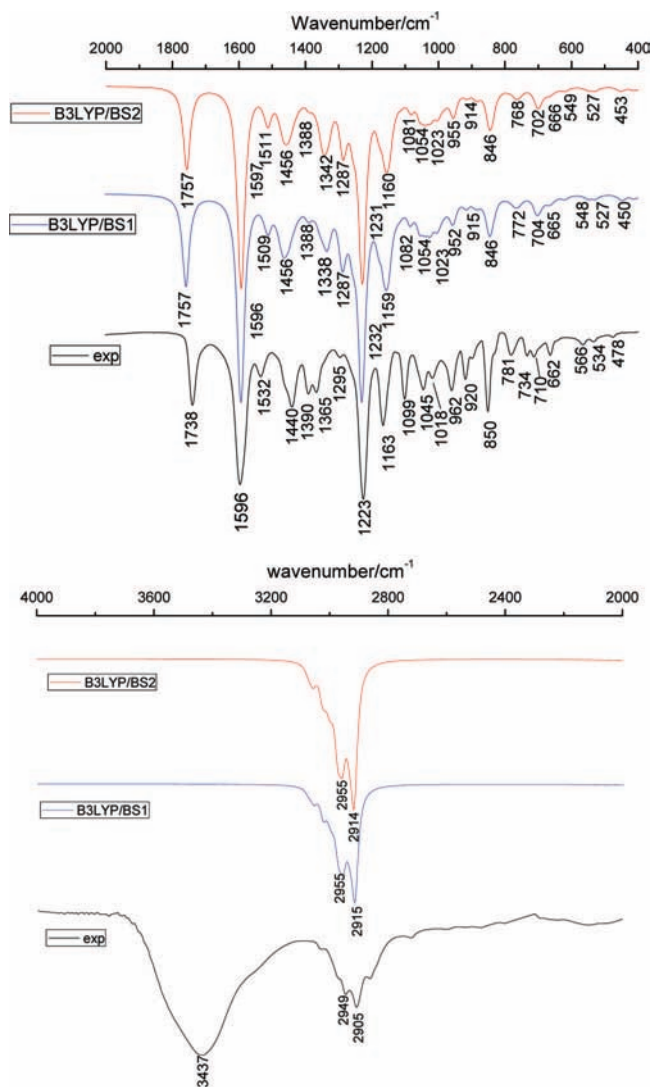 Wavenumber/cm-1
2000 1800 1600 1400 1200 1000 800 600 400
B3LYP/BS2
1757 1597 1511 1456 1388 1342 1287 1231 1160 1081 1054 1023 955 914 846 768 702 666 549 527 453
B3LYP/BS1
1757 1596 1509 1456 1388 1338 1287 1232 1159 1082 1054 1023 952 915 846 772 704 665 548 527 450
exp
1738 1596 1532 1440 1390 1365 1295 1223 1163 1099 1045 1018 962 920 850 781 734 710 662 566 534 478
wavenumber/cm-1
4000 3600 3200 2800 2400 2000
B3LYP/BS2
2955 2914
B3LYP/BS1
2955 2915
exp
3437 2949 2905